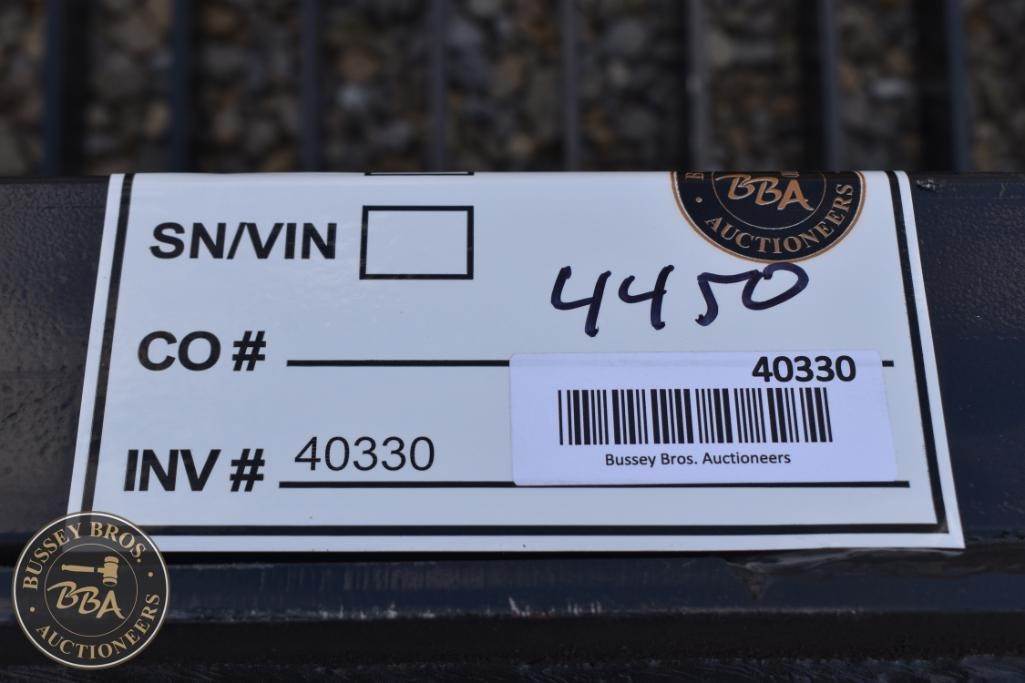 BBA
AUCTIONEERS
SN/VIN
4450
CO #
40330
INV # 40330
Bussey Bros. Auctioneers
BUSSEY BROS.
BBA
AUCTIONEERS